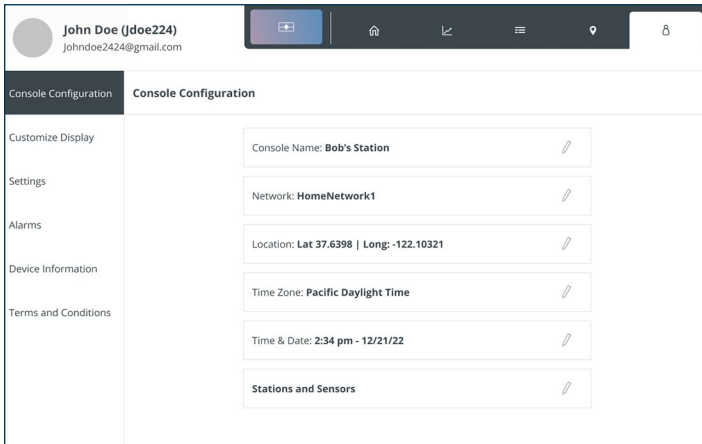 John Doe (Jdoe224)
Johndoe2424@gmail.com
Console Configuration
Customize Display
Settings
Alarms
Device Information
Terms and Conditions
Console Configuration
Console Name: Bob's Station
Network: HomeNetwork1
Location: Lat 37.6398 | Long: -122.10321
Time Zone: Pacific Daylight Time
Time & Date: 2:34 pm - 12/21/22
Stations and Sensors